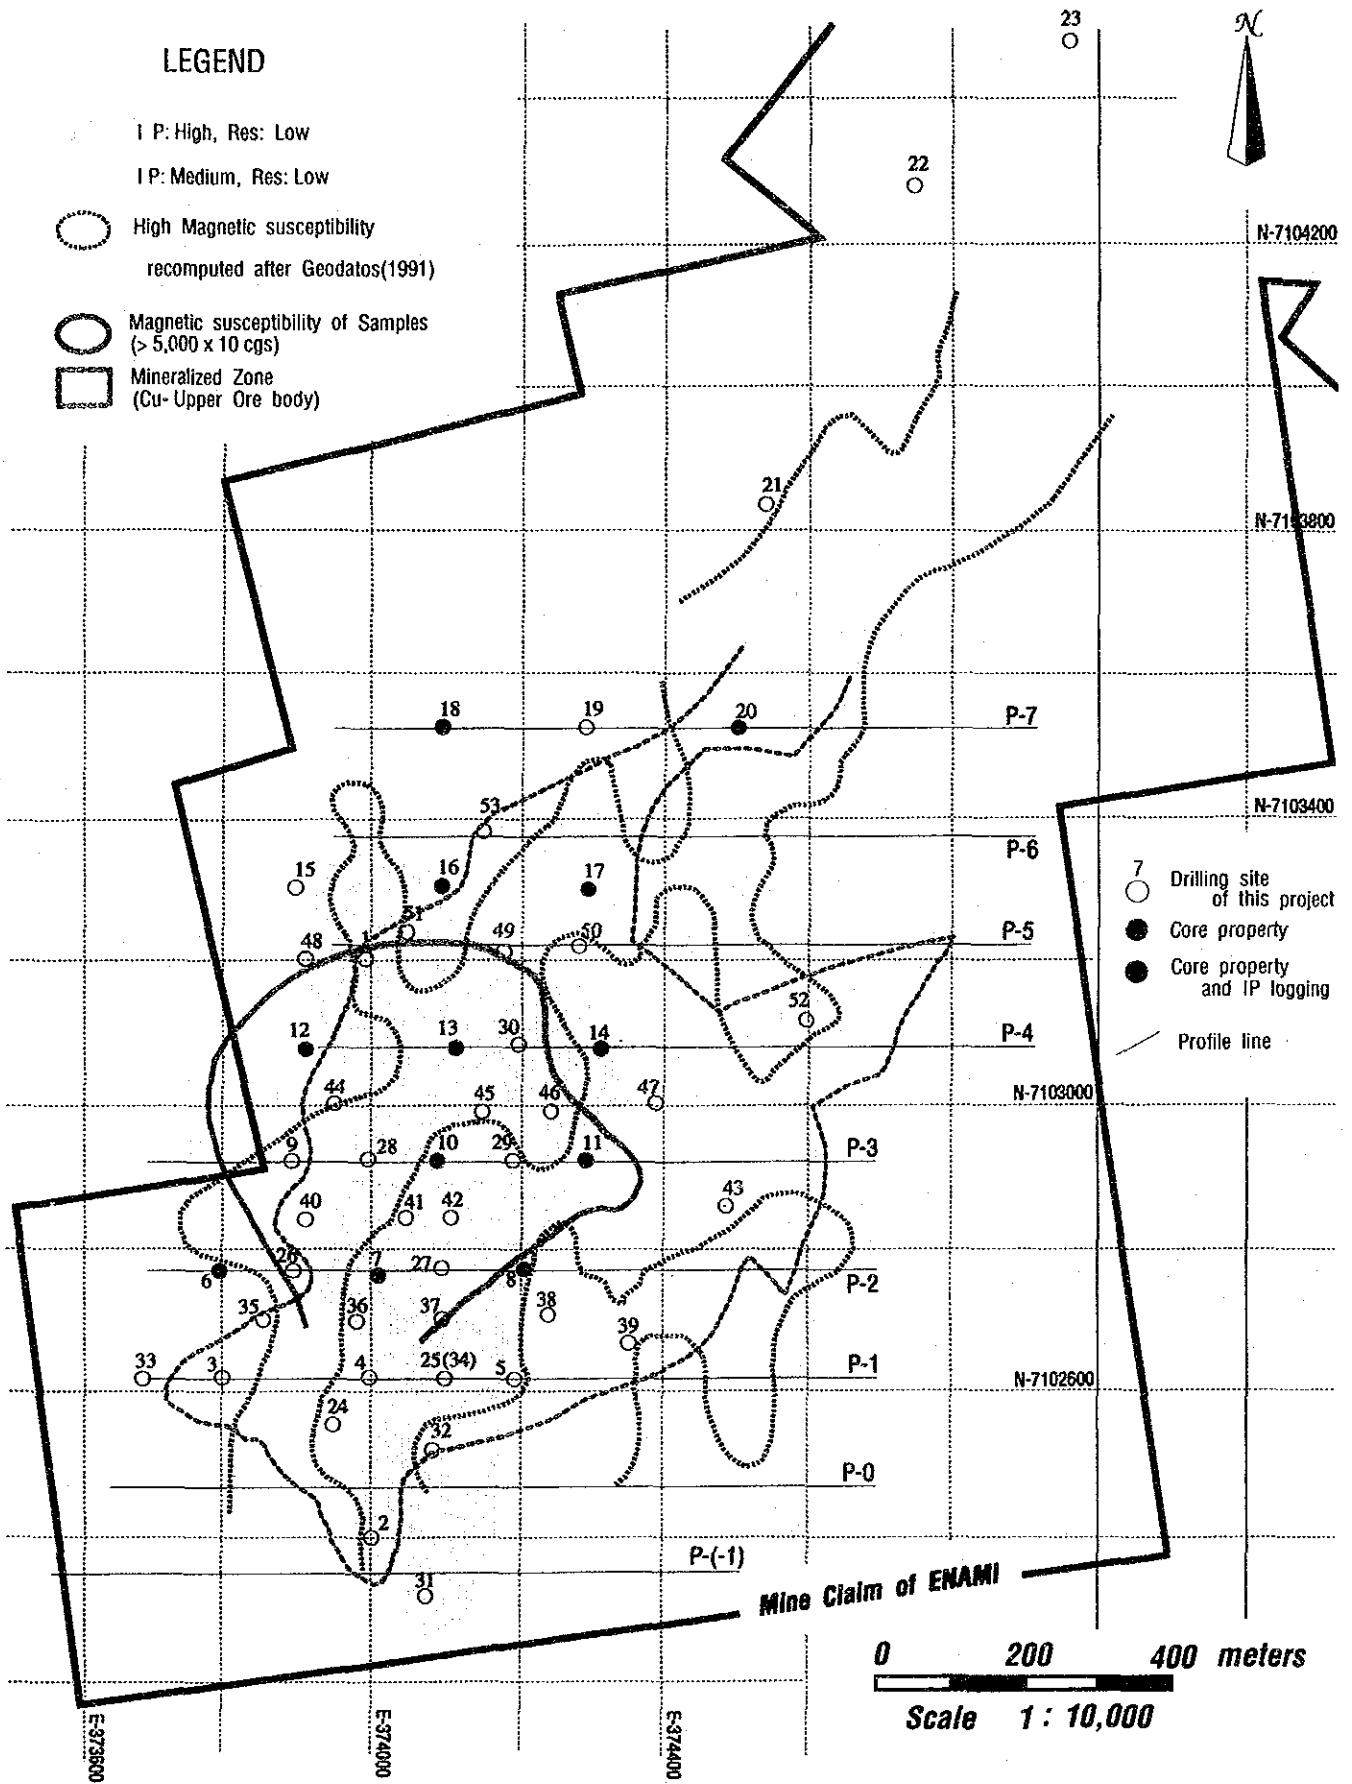 23
N
LEGEND
I P: High, Res: Low
I P: Medium, Res: Low
22
High Magnetic susceptibility
recomputed after Geodatos(1991)
N-7104200
Magnetic susceptibility of Samples
(> 5,000 x 10 cgs)
Mineralized Zone
(Cu- Upper Ore body)
21
N-7103800
18
19
20
P-7
53
N-7103400
P-6
15
16
17
7
Drilling site
of this project
51
Core property
48
1
49
50
P-5
Core property
and IP logging
52
12
13
30
14
P-4
Profile line
44
45
46
47
N-7103000
9
28
10
29
11
P-3
40
41
42
43
6
26
7
27
8
P-2
35
36
37
38
39
33
3
4
25(34)
5
P-1
N-7102600
24
32
P-0
2
P-(-1)
31
Mine Claim of ENAMI
0 200 400 meters
Scale 1 : 10,000
E-373600
E-374000
E-374400